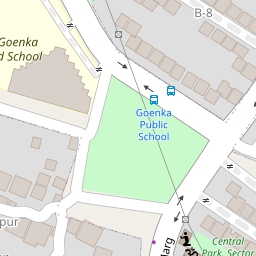 B-8
Goenka
d School
Goenka
Public
School
pur
Marg
Central
Park, Sector